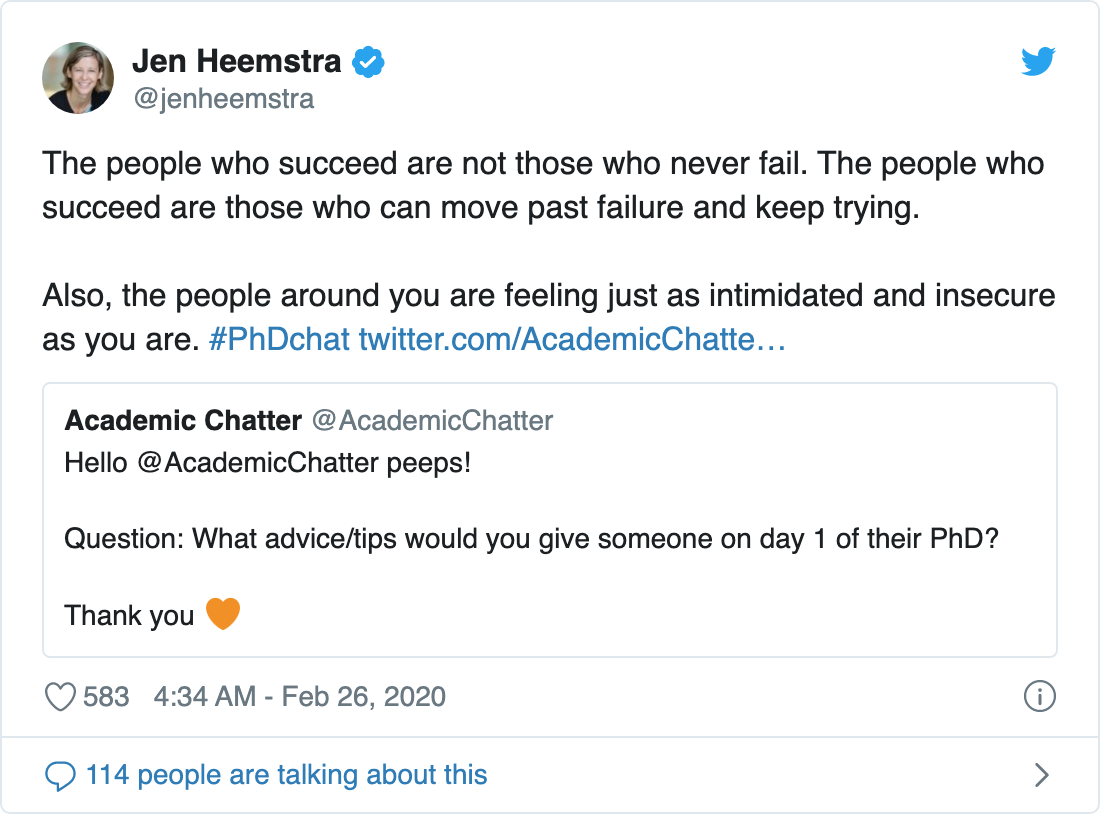 Jen Heemstra
@jenheemstra
The people who succeed are not those who never fail. The people who
succeed are those who can move past failure and keep trying.
Also, the people around you are feeling just as intimidated and insecure
as you are. #PhDchat twitter.com/AcademicChatte…
Academic Chatter @AcademicChatter
Hello @AcademicChatter peeps!
Question: What advice/tips would you give someone on day 1 of their PhD?
Thank you 🧡
583 4:34 AM - Feb 26, 2020
114 people are talking about this